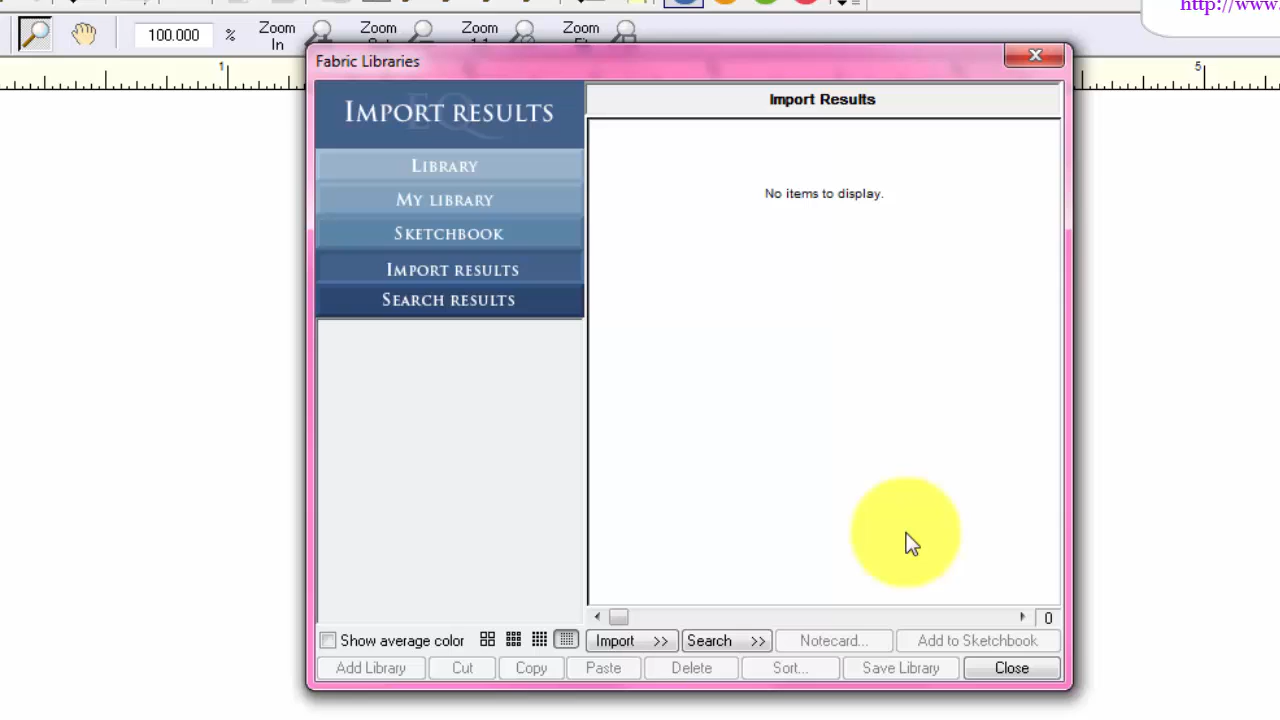 http://www.
100.000 %
Zoom In
Zoom
Zoom
Zoom
1
5
Fabric Libraries
IMPORT RESULTS
LIBRARY
MY LIBRARY
SKETCHBOOK
IMPORT RESULTS
SEARCH RESULTS
Import Results
No items to display.
0
Show average color
Import >>
Search >>
Notecard...
Add to Sketchbook
Add Library
Cut
Copy
Paste
Delete
Sort...
Save Library
Close